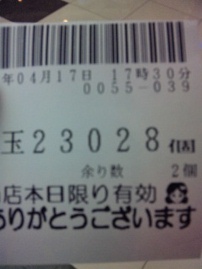 年04月17日 17時30分
0055-039
玉23028個
余り数 2個
店本日限り有効
ありがとうございます